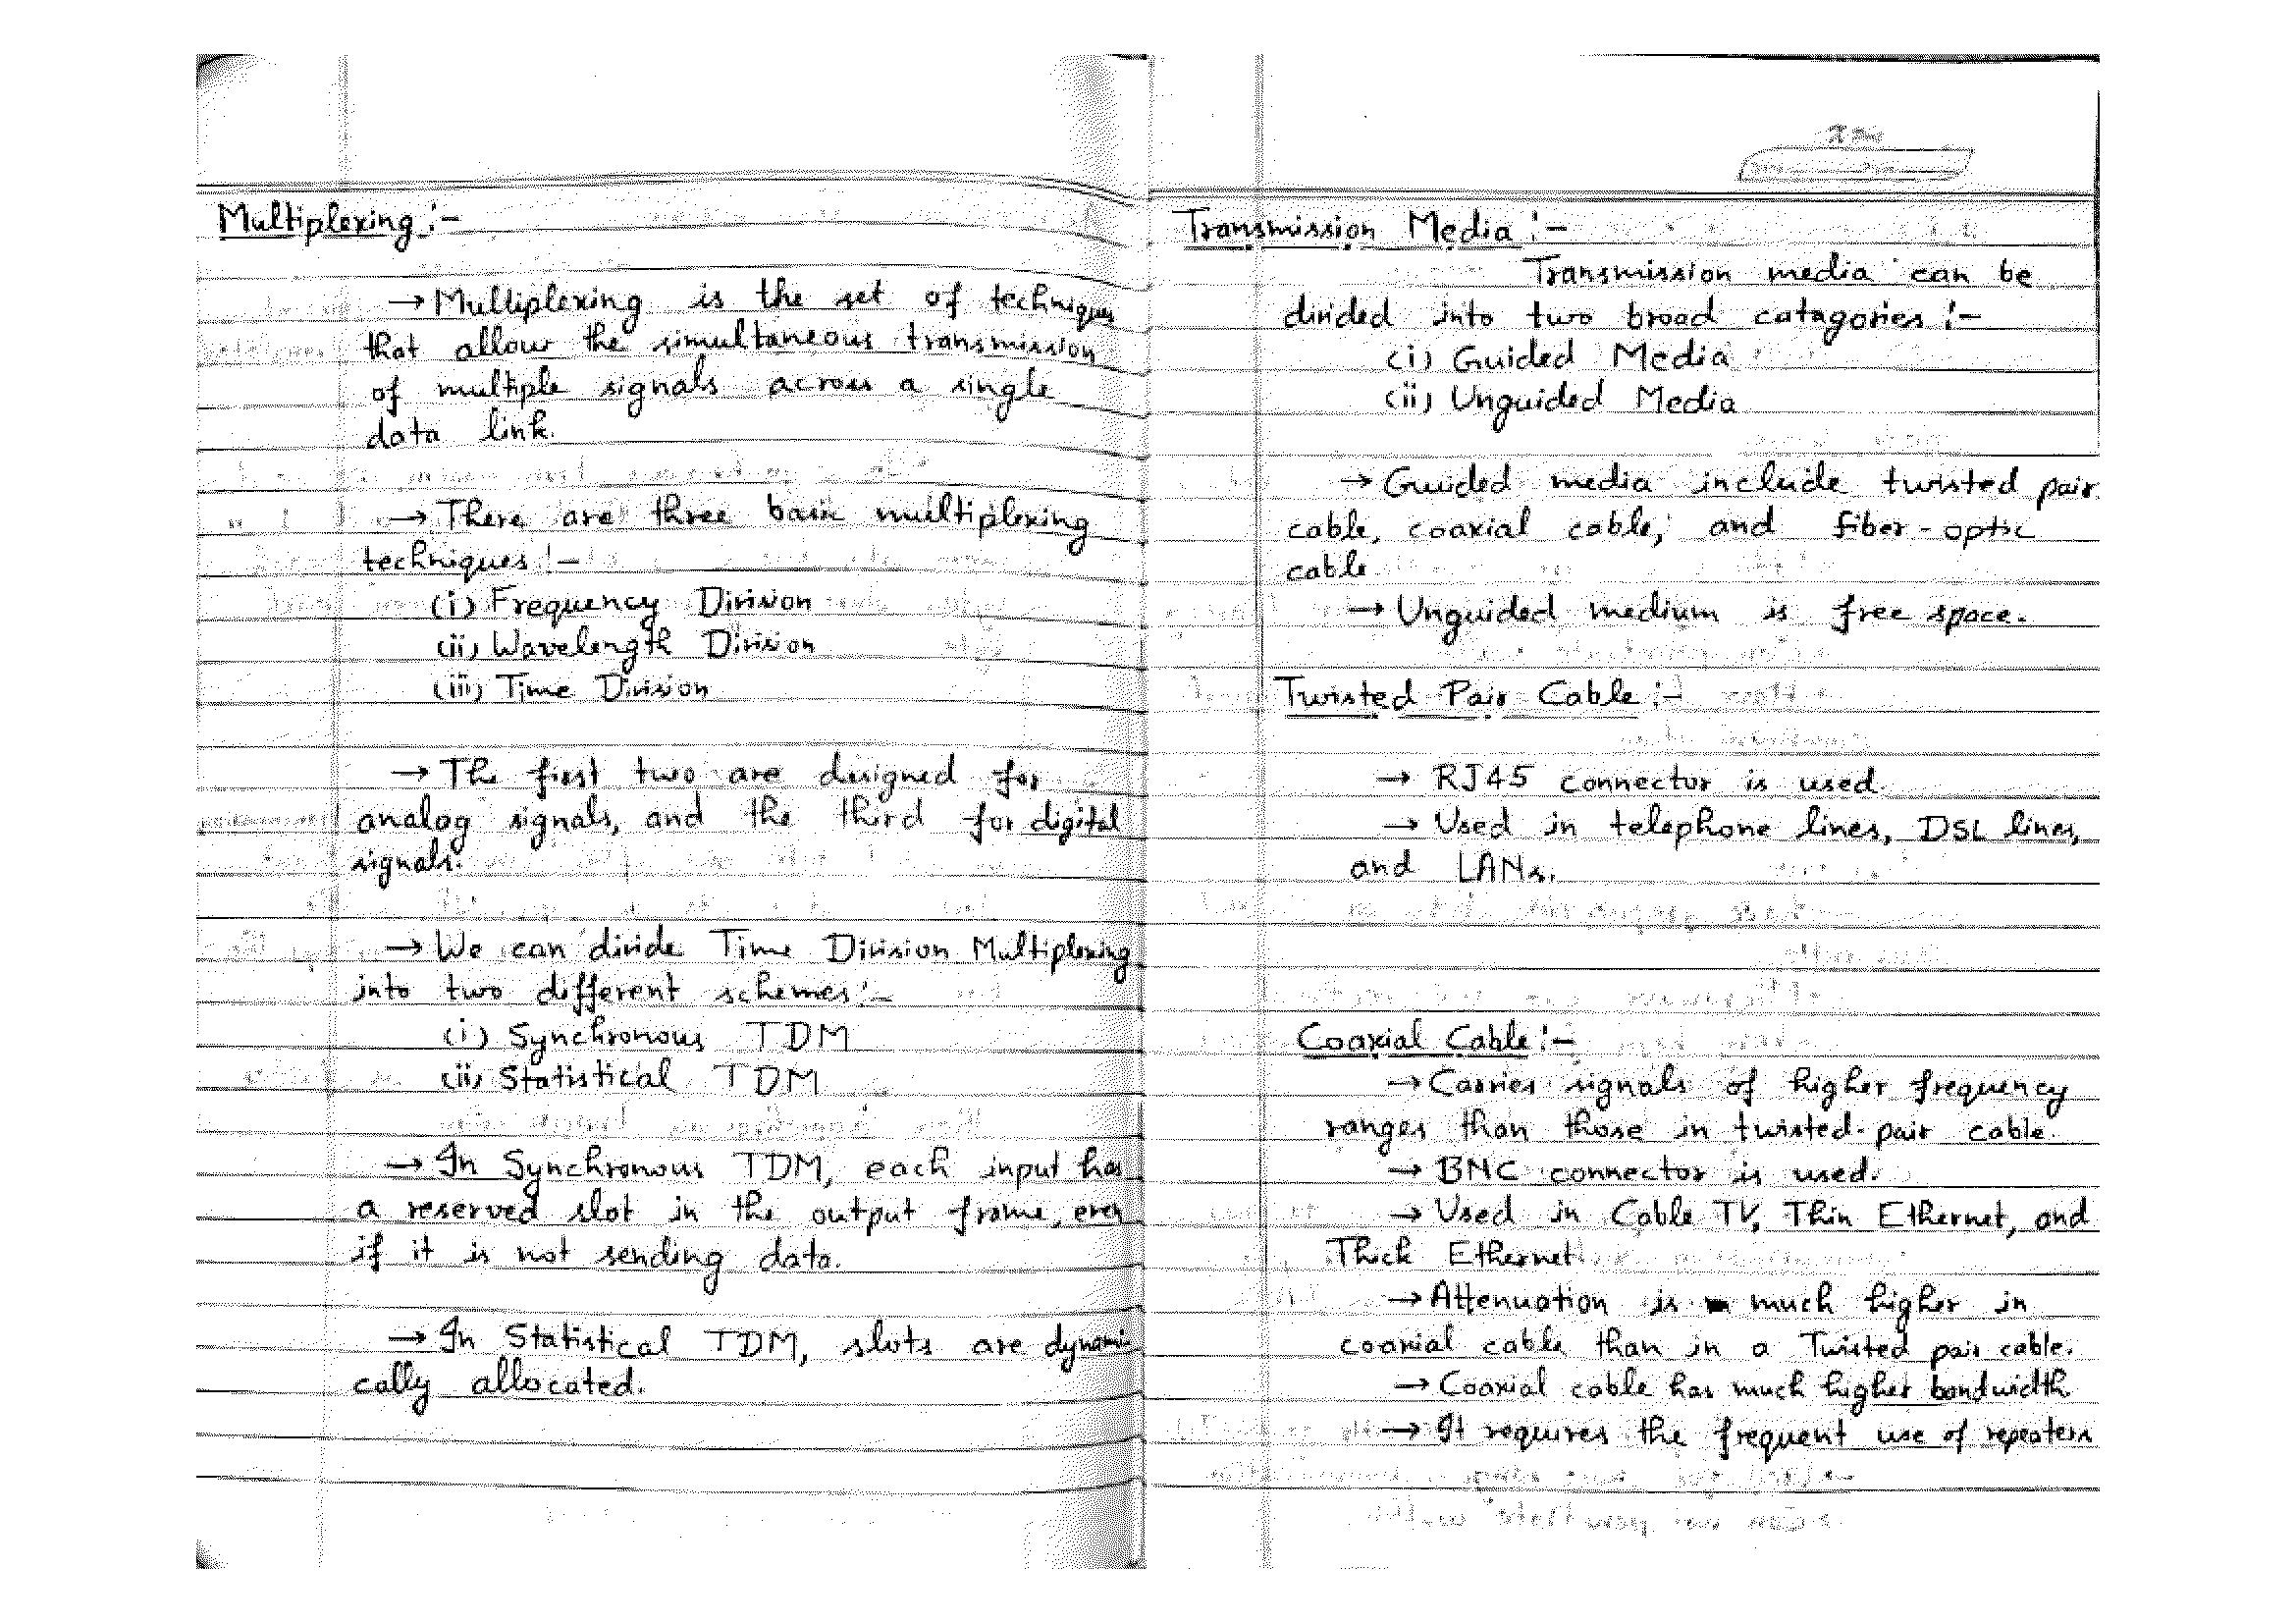 Multiplexing :-
→ Multiplexing is the set of techniques
that allow the simultaneous transmission
of multiple signals across a single
data link.
→ There are three basic multiplexing
techniques :-
(i) Frequency Division
(ii) Wavelength Division
(iii) Time Division
→ The first two are designed for
analog signals, and the third for digital
signals.
→ We can divide Time Division Multiplexing
into two different schemes :-
(i) Synchronous TDM
(ii) Statistical TDM
→ In Synchronous TDM, each input has
a reserved slot in the output frame, even
if it is not sending data.
→ In Statistical TDM, slots are dynami-
cally allocated.
Transmission Media :-
Transmission media can be
divided into two broad catagories :-
(i) Guided Media
(ii) Unguided Media
→ Guided media include twisted pair
cable, coaxial cable, and fiber-optic
cable
→ Unguided medium is free space.
Twisted Pair Cable :-
→ RJ45 connector is used.
→ Used in telephone lines, DSL lines,
and LANs.
Coaxial Cable :-
→ Carries signals of higher frequency
ranges than those in twisted-pair cable.
→ BNC connector is used.
→ Used in Cable TV, Thin Ethernet, and
Thick Ethernet
→ Attenuation is much higher in
coaxial cable than in a Twisted pair cable.
→ Coaxial cable has much higher bandwidth
→ It requires the frequent use of repeaters